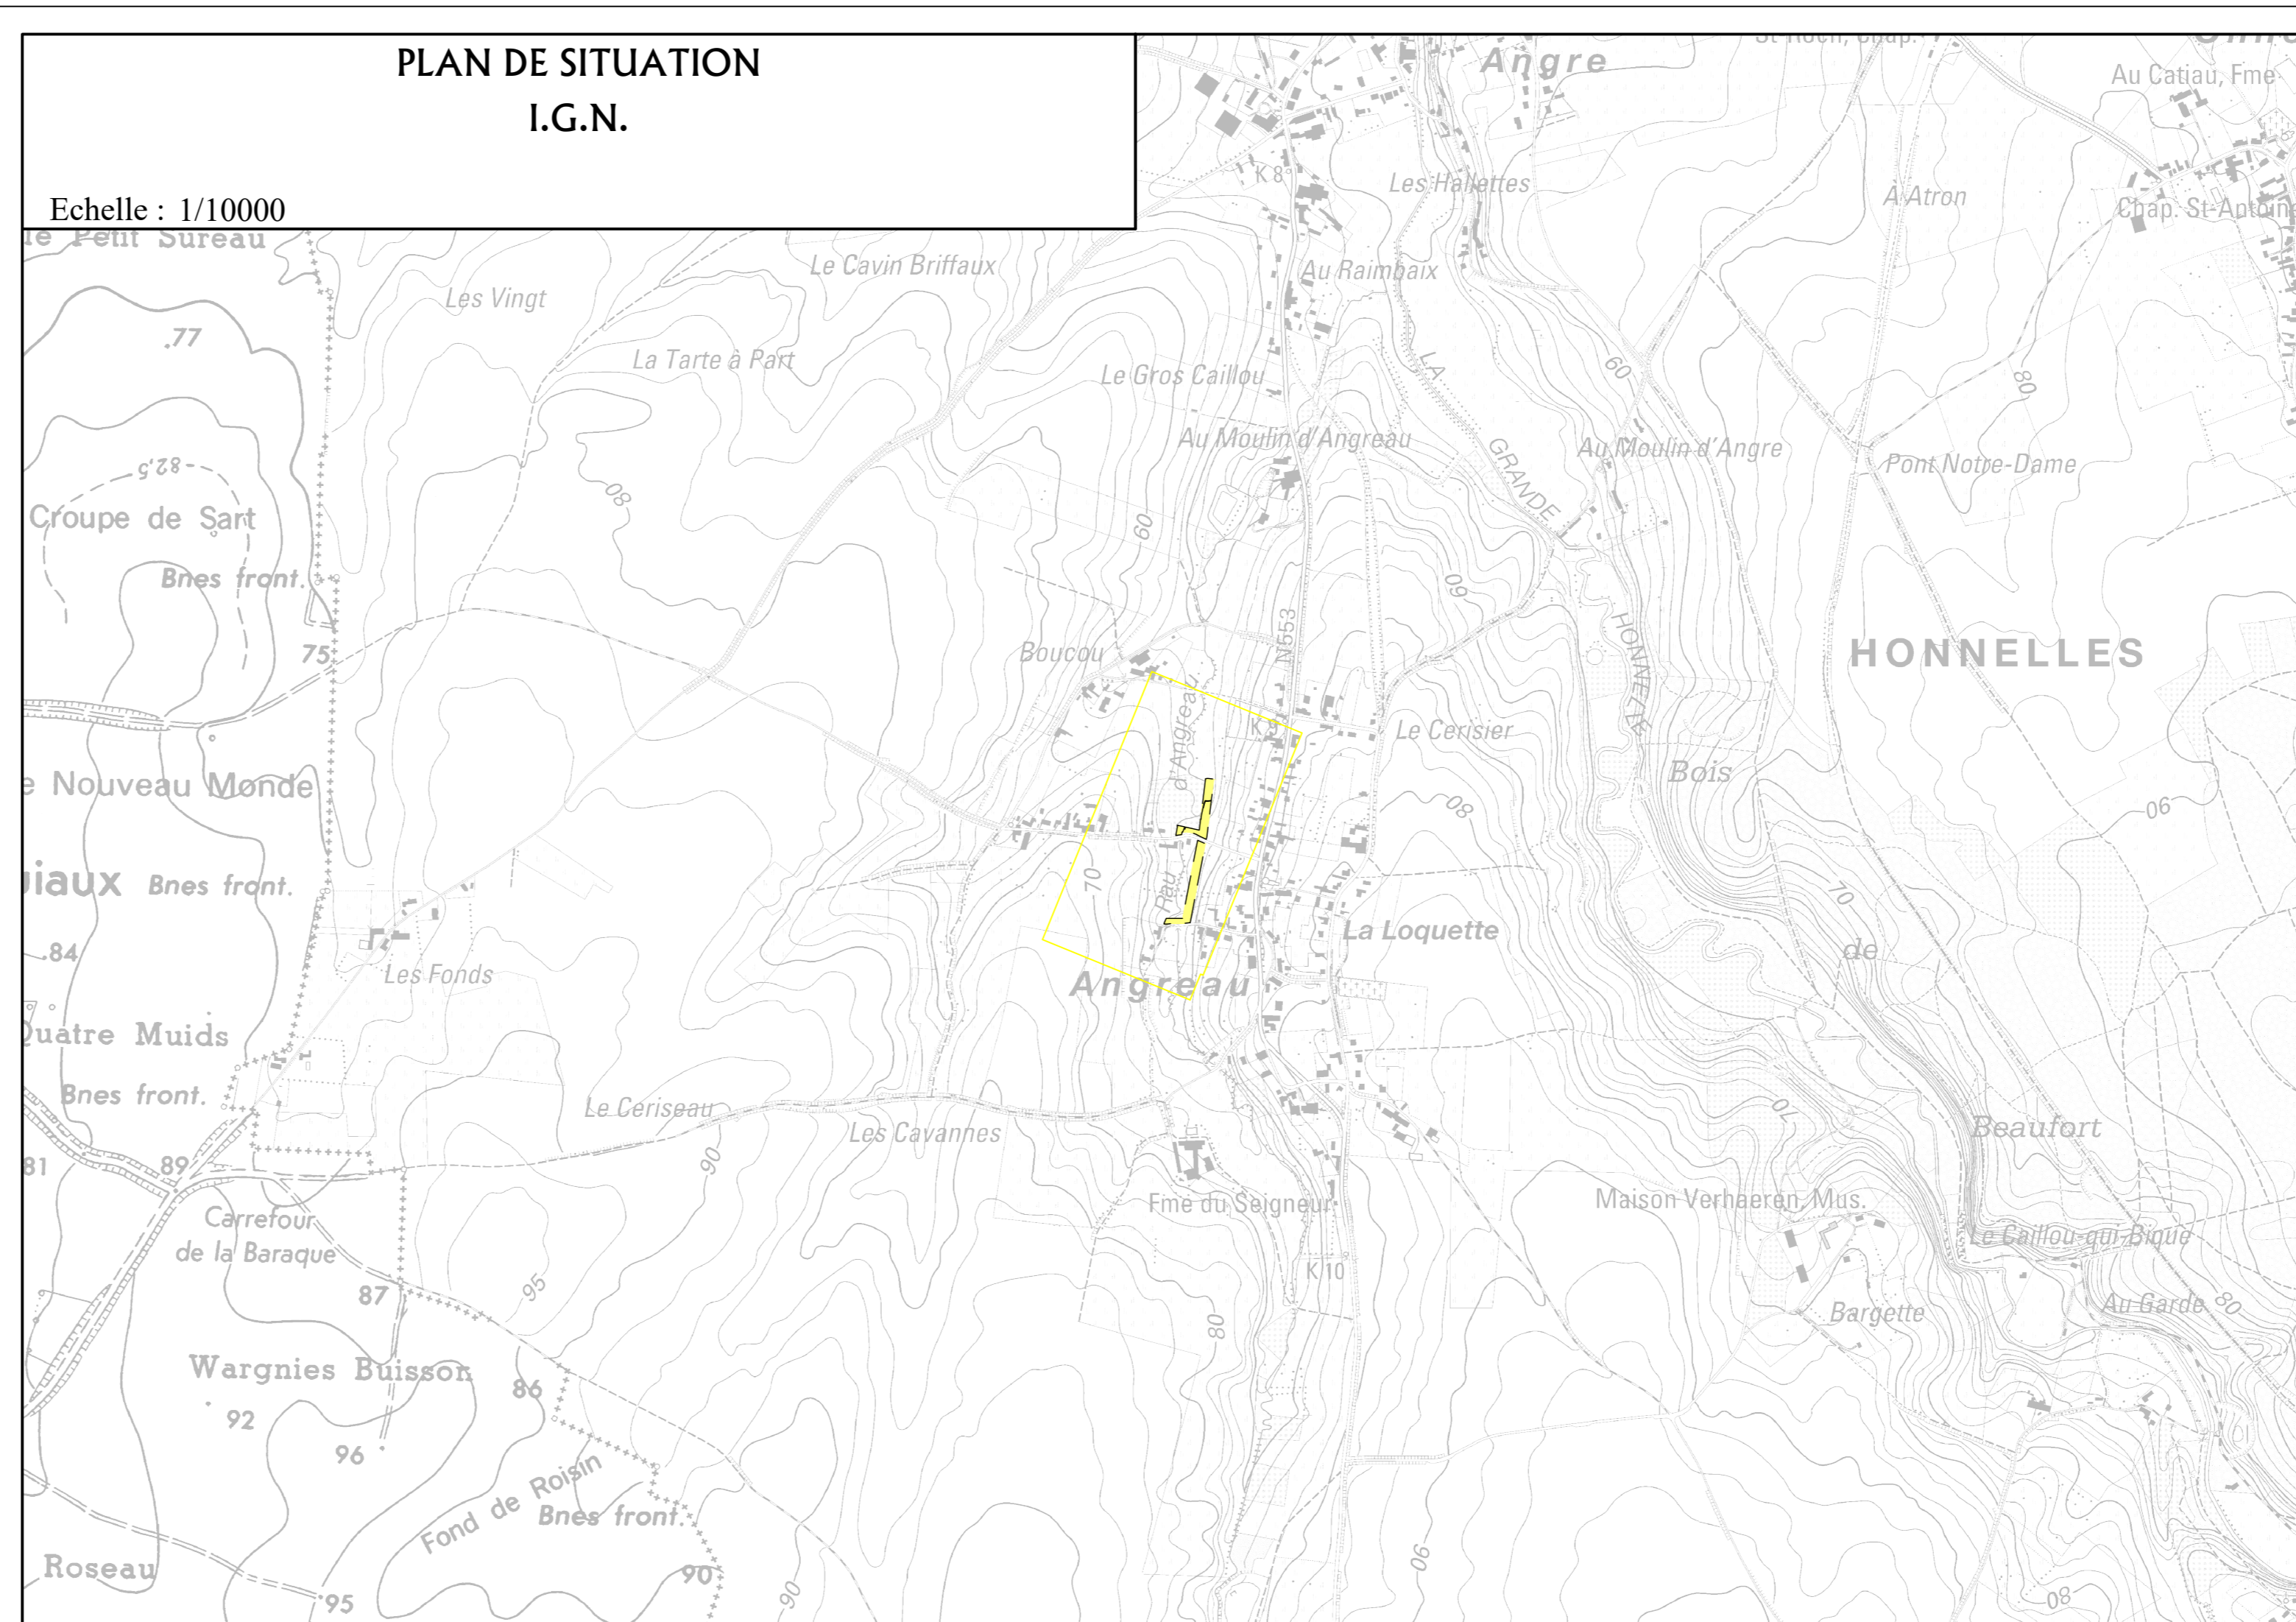 PLAN DE SITUATION
I.G.N.
Echelle : 1/10000
Angre
Au Catiau, Fme
K 8
Les Hallettes
À Atron
Chap. St-Antoine
le Petit Sureau
Le Cavin Briffaux
Au Raimbaix
Les Vingt
.77
La Tarte à Part
Le Gros Caillou
LA
60
80
Au Moulin d'Angreau
GRANDE
Au Moulin d'Angre
Pont Notre-Dame
82,5
80
Croupe de Sart
60
Bnes front.
60
N553
HONNELLE
75
Boucou
HONNELLES
d'Angreau
K 9
Le Cerisier
Bois
e Nouveau Monde
80
90
iaux
Bnes front.
70
Rau
70
La Loquette
.84
de
Les Fonds
Angreau
Quatre Muids
Bnes front.
Le Ceriseau
70
Les Cavannes
Beaufort
81
89
90
Fme du Seigneur
Maison Verhaeren, Mus.
Carrefour
de la Baraque
Le Caillou-qui-Bique
K 10
87
95
Au Garde
80
Bargette
80
Wargnies Buisson
86
92
96
Fond de Roisin
Bnes front.
90
Roseau
90
90
95
80